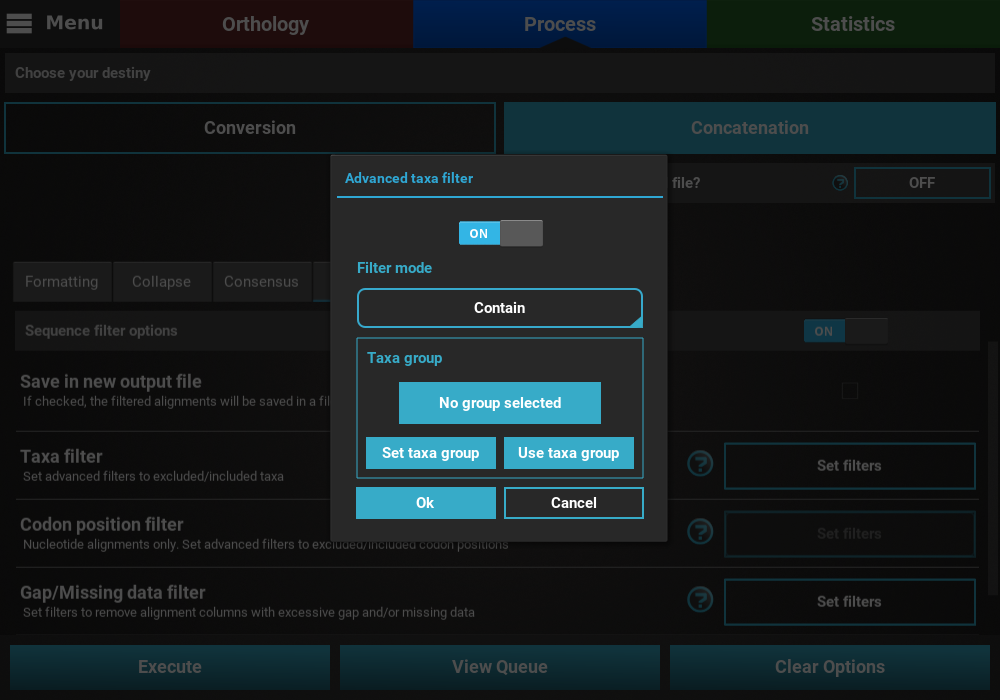 Menu
Orthology
Process
Statistics
Choose your destiny
Conversion
Concatenation
Advanced taxa filter
file?
?
OFF
ON
Filter mode
Formatting
Collapse
Consensus
Contain
Sequence filter options
ON
Taxa group
Save in new output file
If checked, the filtered alignments will be saved in a fil
No group selected
Set taxa group
Use taxa group
Taxa filter
Set advanced filters to excluded/included taxa
?
Set filters
Ok
Cancel
Codon position filter
Nucleotide alignments only. Set advanced filters to excluded/included codon positions
?
Set filters
Gap/Missing data filter
Set filters to remove alignment columns with excessive gap and/or missing data
?
Set filters
Execute
View Queue
Clear Options